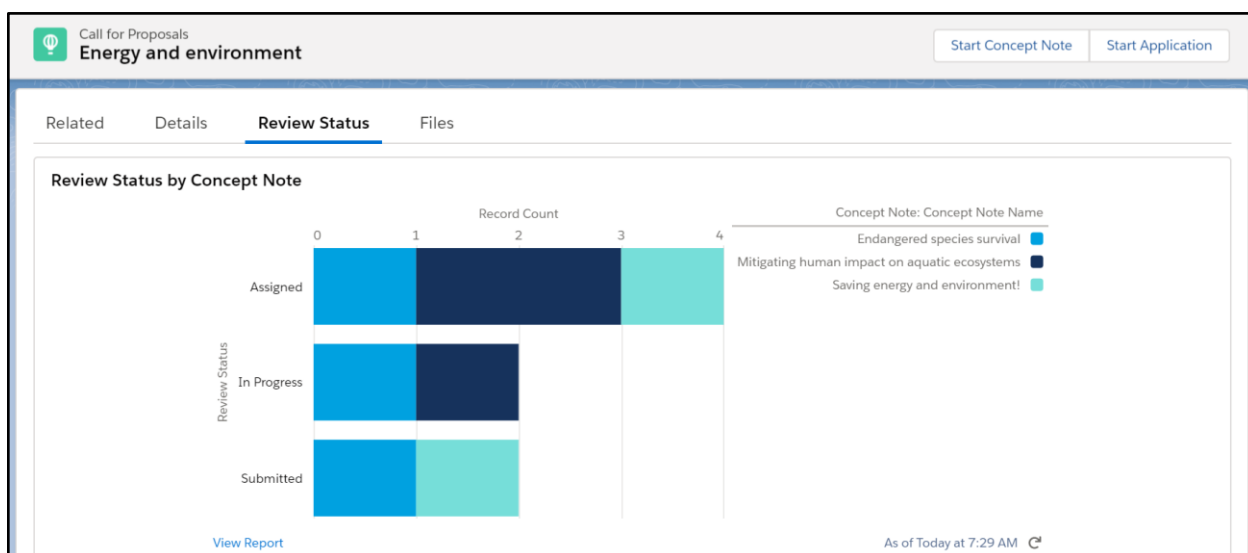 Call for Proposals
Energy and environment
Start Concept Note
Start Application
Related
Details
Review Status
Files
Review Status by Concept Note
Record Count
0 1 2 3 4
Concept Note: Concept Note Name
Endangered species survival
Mitigating human impact on aquatic ecosystems
Saving energy and environment!
Review Status
Assigned
In Progress
Submitted
View Report
As of Today at 7:29 AM